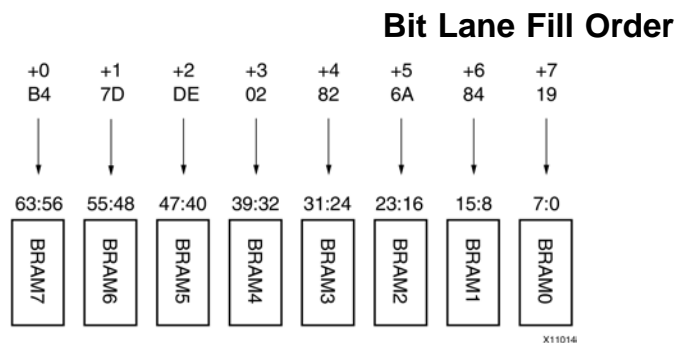 Bit Lane Fill Order
+0 +1 +2 +3 +4 +5 +6 +7
B4 7D DE 02 82 6A 84 19
63:56 55:48 47:40 39:32 31:24 23:16 15:8 7:0
BRAM7 BRAM6 BRAM5 BRAM4 BRAM3 BRAM2 BRAM1 BRAM0
X11014